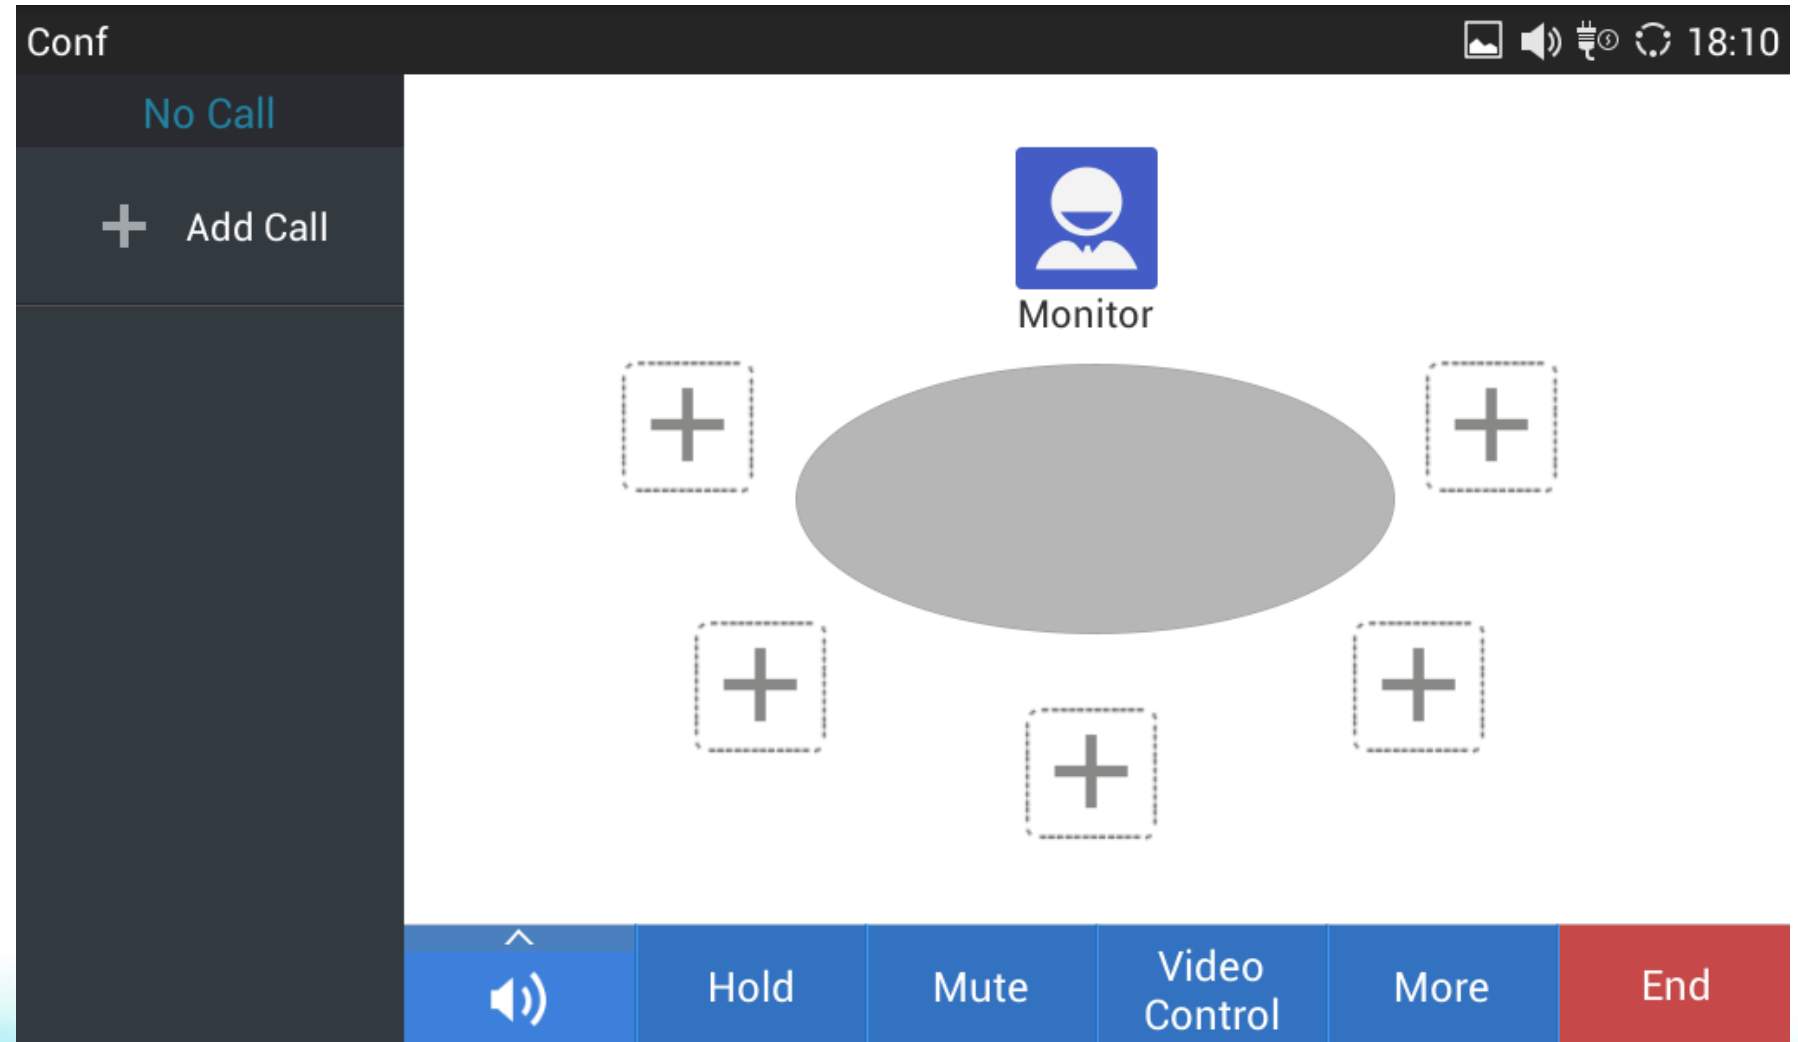 Conf
18:10
No Call
Add Call
Monitor
Hold
Mute
Video
Control
More
End